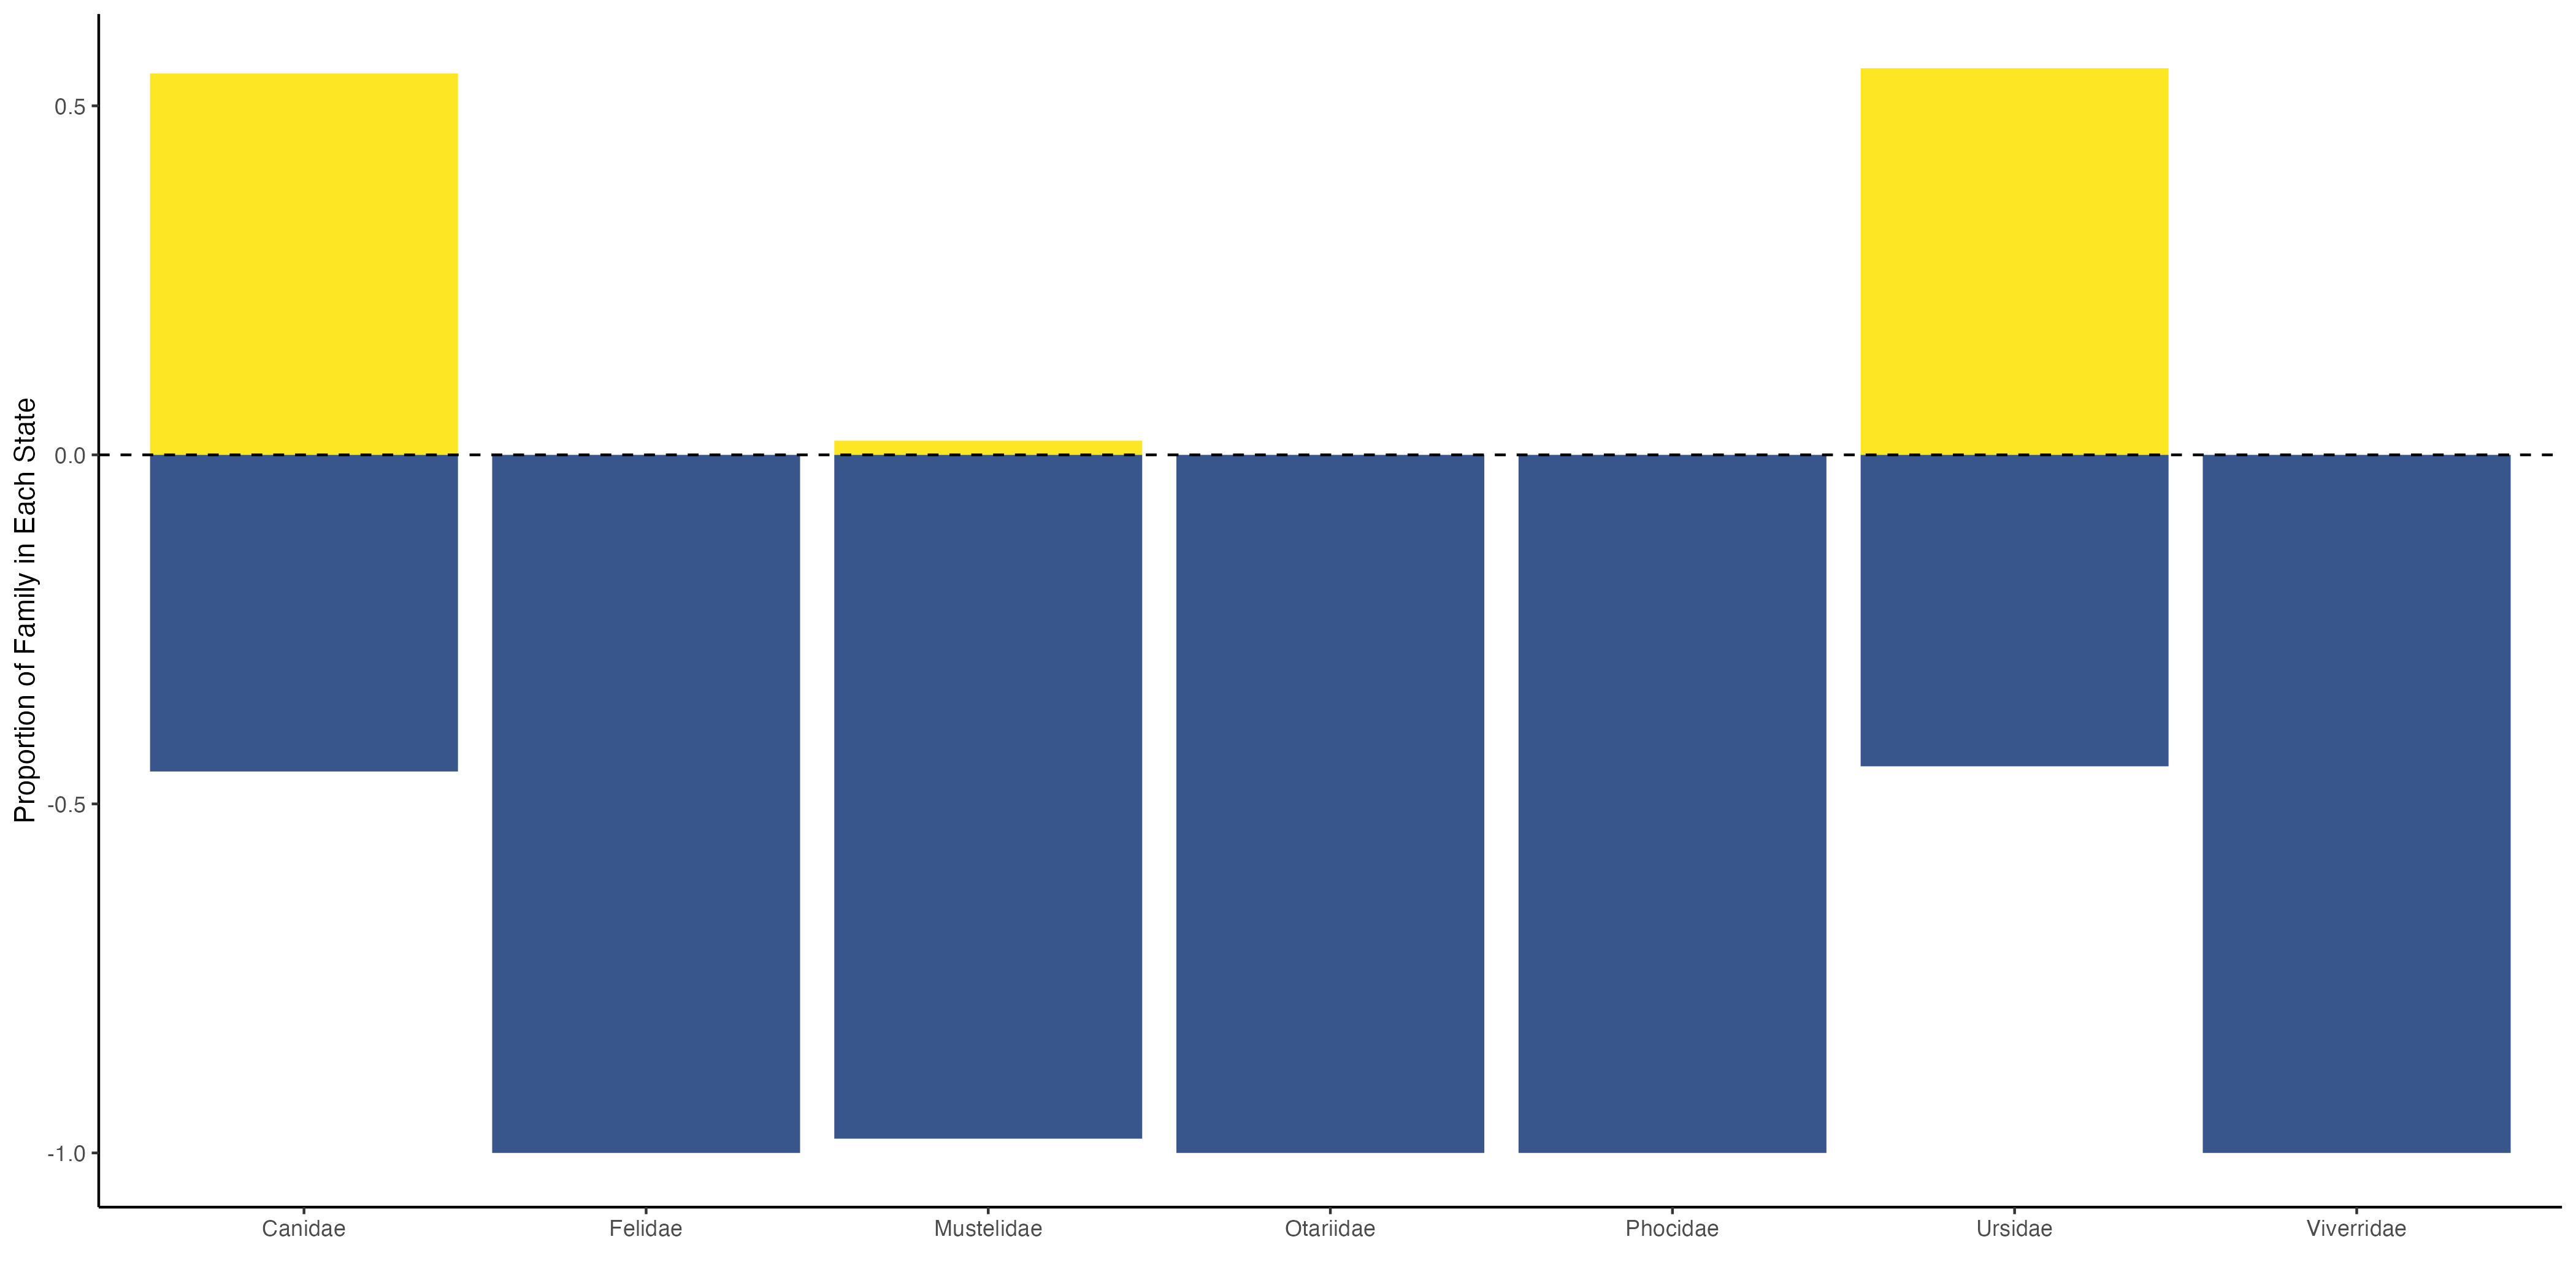 Proportion of Family in Each State
0.5
0.0
-0.5
-1.0
Canidae
Felidae
Mustelidae
Otariidae
Phocidae
Ursidae
Viverridae